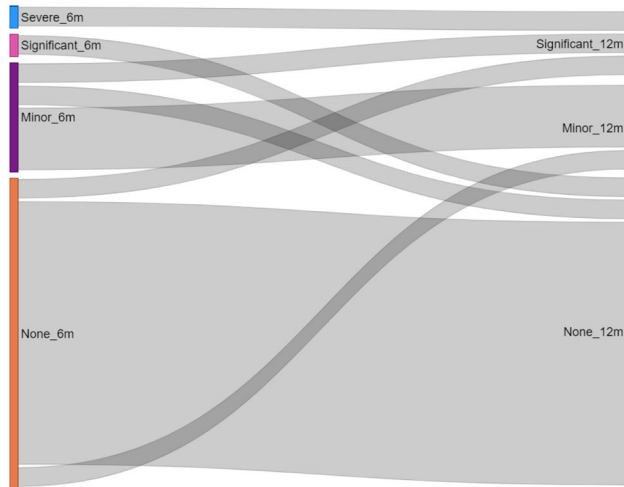 Severe_6m
Significant_6m
Significant_12m
Minor_6m
Minor_12m
None_6m
None_12m